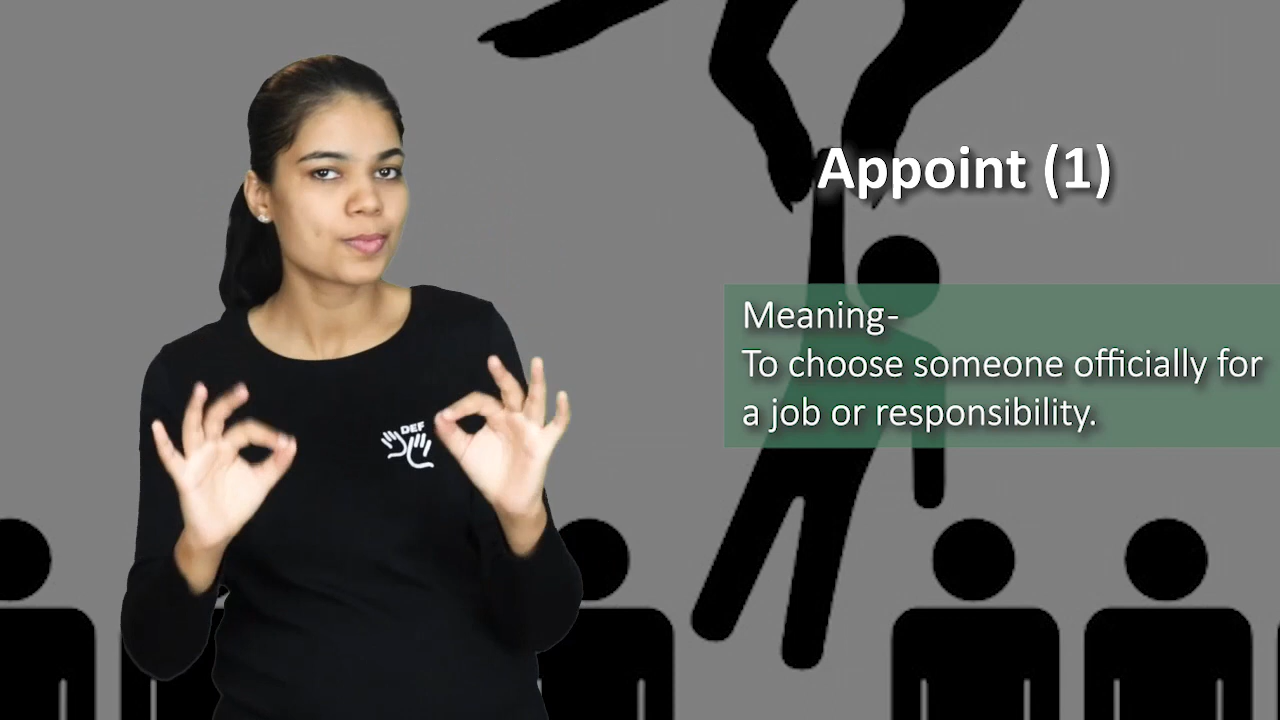 Appoint (1)
Meaning-
To choose someone officially for
a job or responsibility.
DEF